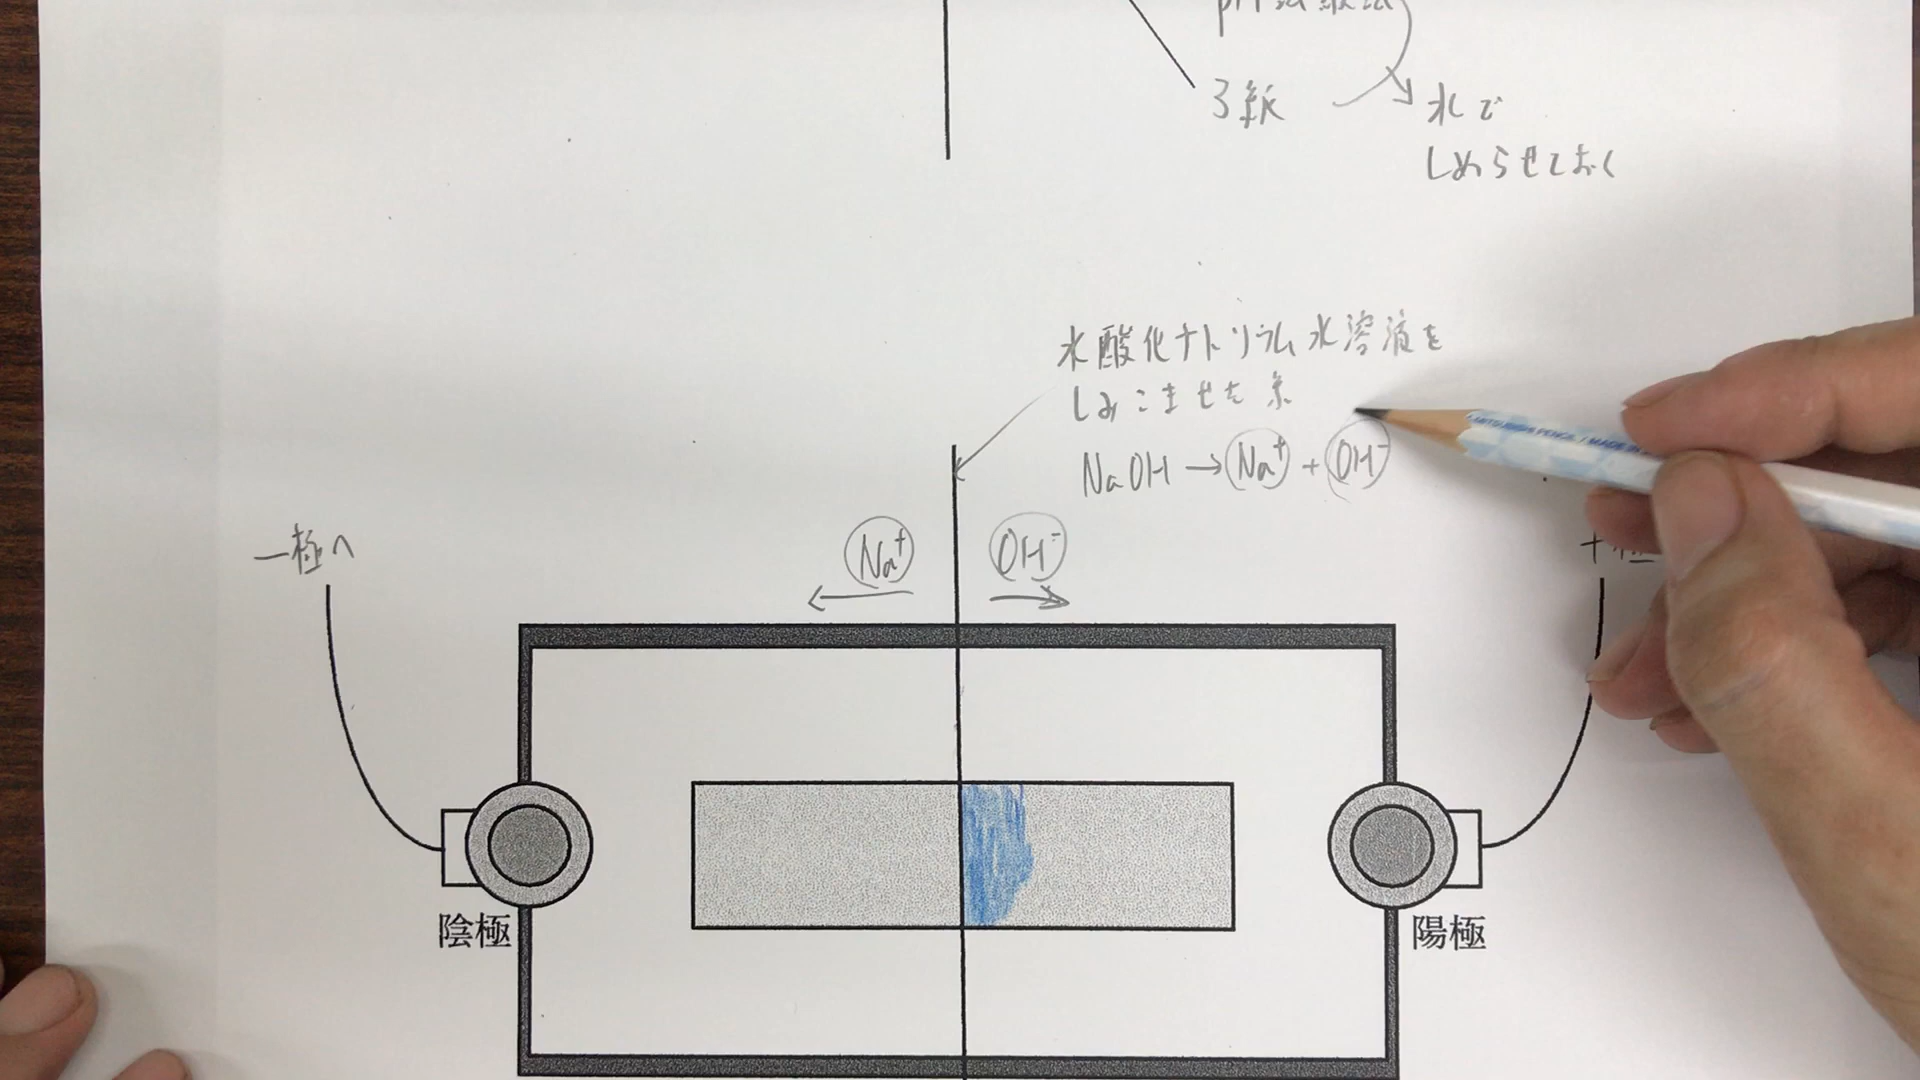 ろ紙
水で
しめらせておく
水酸化ナトリウム水溶液を
しみこませた糸
NaOH → Na⁺ + OH⁻
Na⁺ OH⁻
ー極へ
+極
陰極
陽極